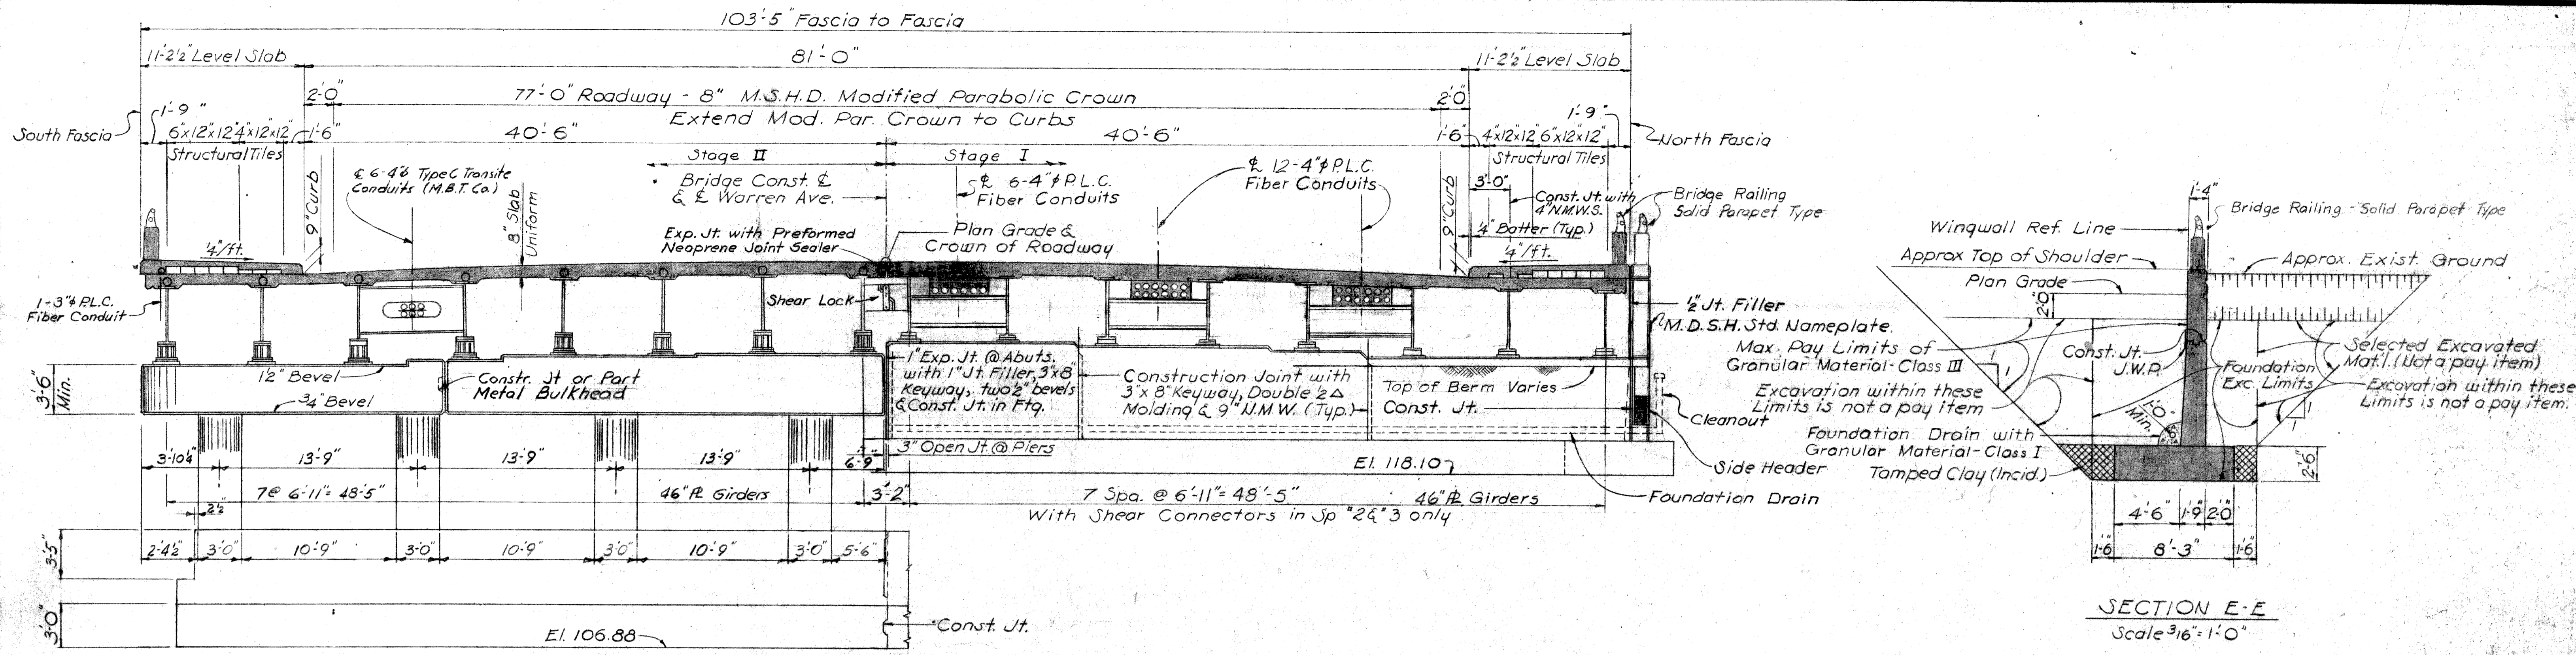 103'-5" Fascia to Fascia
11'-2½" Level Slab
81'-0"
11'-2½" Level Slab
2'-0"
77'-0" Roadway - 8" M.S.H.D. Modified Parabolic Crown
2'-0"
1'-9"
1'-9"
Extend Mod. Par. Crown to Curbs
South Fascia
6"x12"x12"
4"x12"x12"
1'-6"
40'-6"
40'-6"
1'-6"
4"x12"x12"
6"x12"x12"
North Fascia
Structural Tiles
Stage II
Stage I
Structural Tiles
℄ 6-4"φ Type C Transite
Conduits (M.B.T. Co.)
Bridge Const. ℄
& ℄ Warren Ave.
℄ 6-4"φ P.L.C.
Fiber Conduits
℄ 12-4"φ P.L.C.
Fiber Conduits
3'-0"
Const. Jt. with
4" N.M.W.S.
Bridge Railing
Solid Parapet Type
9" Curb
8" Slab
Uniform
9" Curb
Exp. Jt. with Preformed
Neoprene Joint Sealer
Plan Grade &
Crown of Roadway
¼" Batter (Typ.)
¼"/ft.
¼"/ft.
1-3"φ P.L.C.
Fiber Conduit
Shear Lock
½" Jt. Filler
M.D.S.H. Std. Nameplate.
3'-6"
Min.
½" Bevel
¾" Bevel
Constr. Jt or Part
Metal Bulkhead
1" Exp. Jt. @ Abuts.
with 1" Jt. Filler, 3"x8"
Keyway, two ½" bevels
& Const. Jt. in Ftg.
Construction Joint with
3"x 8" Keyway, Double ½ △
Molding & 9" N.M.W. (Typ.)
Top of Berm Varies
Const. Jt.
Cleanout
3'-10¼"
13'-9"
13'-9"
13'-9"
6'-9"
3" Open Jt. @ Piers
El. 118.10
Side Header
7 @ 6'-11" = 48'-5"
46" PL Girders
3'-2"
7 Spa. @ 6'-11" = 48'-5"
46" PL Girders
Foundation Drain
With Shear Connectors in Sp #2 & #3 only
2½"
2'-4½"
3'-0"
10'-9"
3'-0"
10'-9"
3'-0"
10'-9"
3'-0"
5'-6"
3'-5"
3'-0"
El. 106.88
Const. Jt.
1'-4"
Wingwall Ref. Line
Bridge Railing - Solid Parapet Type
Approx Top of Shoulder
Approx. Exist. Ground
Plan Grade
2'-0"
Max. Pay Limits of
Granular Material-Class III
1
1
Const. Jt.
J.W.P.
Foundation
Exc. Limits
Selected Excavated
Mat'l. (Not a pay item)
Excavation within these
Limits is not a pay item
Excavation within these
Limits is not a pay item.
1'-0"
Min.
1
1
Foundation Drain with
Granular Material-Class I
Tamped Clay (Incid.)
2'-6"
4'-6"
1'-9"
2'-0"
1'-6"
8'-3"
1'-6"
SECTION E-E
Scale 3/16" = 1'-0"